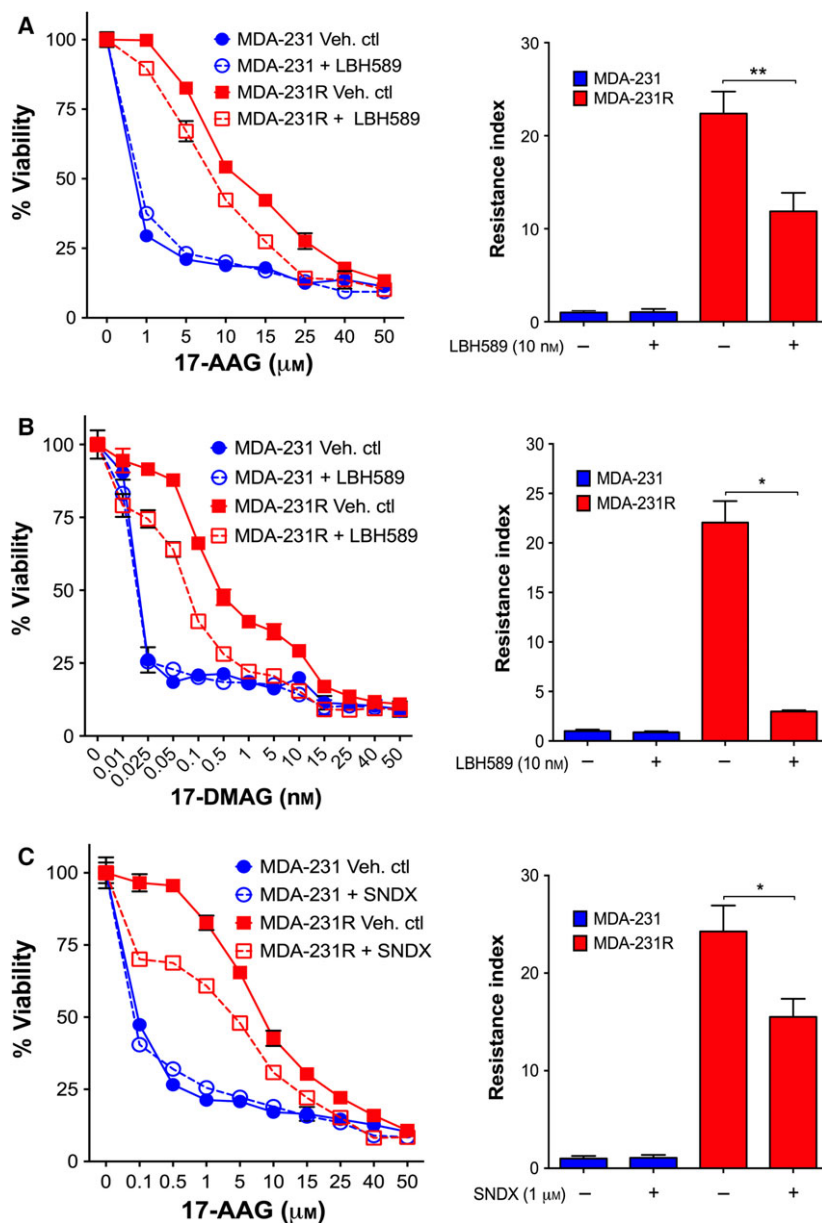 A
% Viability
100
75
50
25
0
MDA-231 Veh. ctl
MDA-231 + LBH589
MDA-231R Veh. ctl
MDA-231R + LBH589
0 1 5 10 15 25 40 50
17-AAG (μM)
Resistance index
30
20
10
0
MDA-231
MDA-231R
**
LBH589 (10 nM) – + – +
B
% Viability
100
75
50
25
0
MDA-231 Veh. ctl
MDA-231 + LBH589
MDA-231R Veh. ctl
MDA-231R + LBH589
0 0.01 0.025 0.05 0.1 0.5 1 5 10 15 25 40 50
17-DMAG (nM)
Resistance index
30
25
20
15
10
5
0
MDA-231
MDA-231R
*
LBH589 (10 nM) – + – +
C
% Viability
100
75
50
25
0
MDA-231 Veh. ctl
MDA-231 + SNDX
MDA-231R Veh. ctl
MDA-231R + SNDX
0 0.1 0.5 1 5 10 15 25 40 50
17-AAG (μM)
Resistance index
30
20
10
0
MDA-231
MDA-231R
*
SNDX (1 μM) – + – +